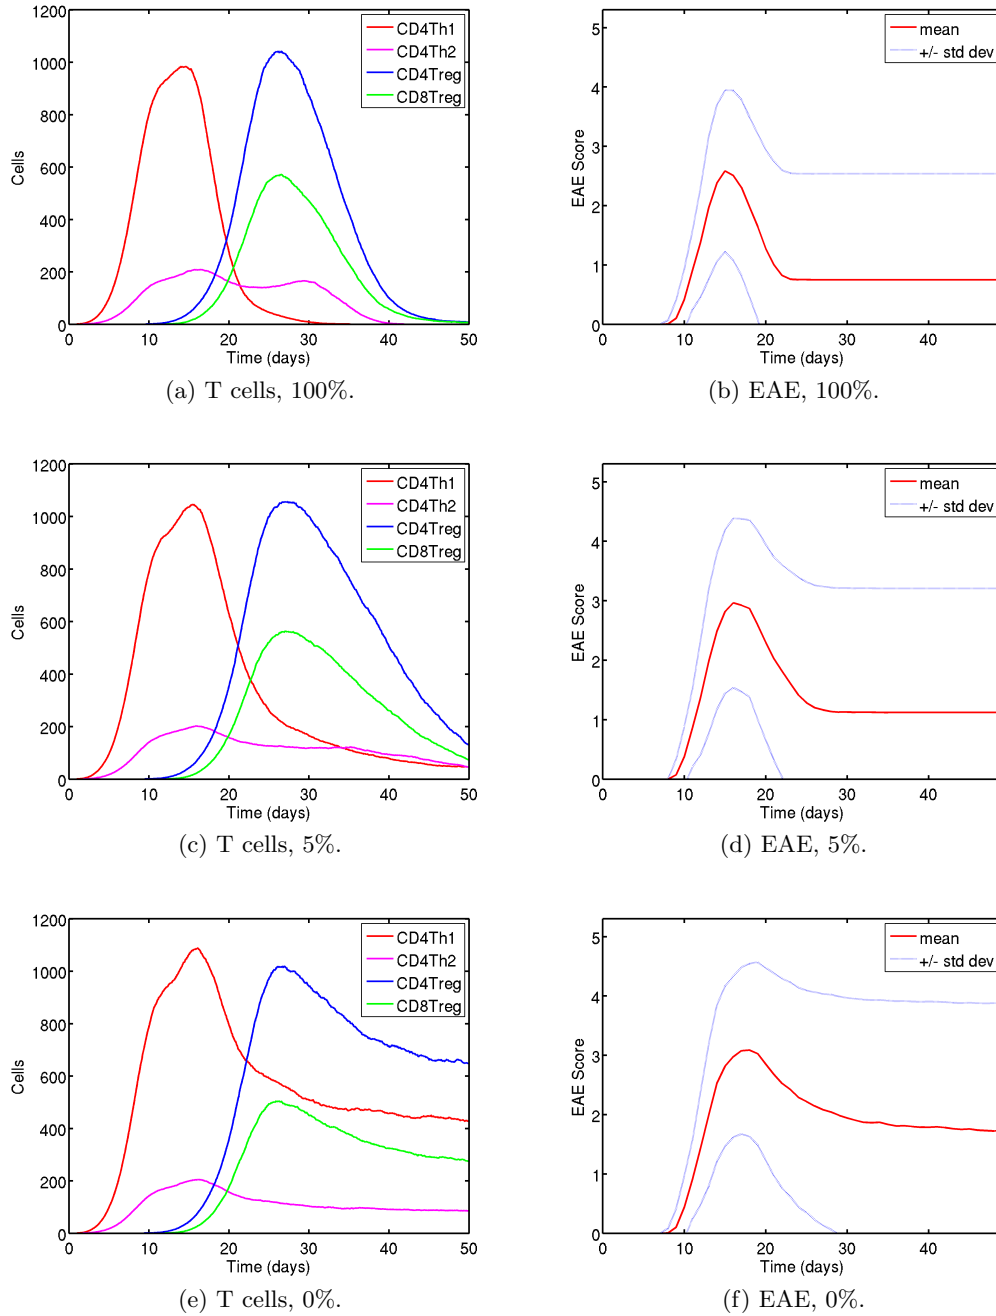 CD4Th1
CD4Th2
CD4Treg
CD8Treg
1200
1000
800
600
400
200
0
Cells
0 10 20 30 40 50
Time (days)
(a) T cells, 100%.
mean
+/- std dev
5
4
3
2
1
0
EAE Score
0 10 20 30 40
Time (days)
(b) EAE, 100%.
CD4Th1
CD4Th2
CD4Treg
CD8Treg
1200
1000
800
600
400
200
0
Cells
0 10 20 30 40 50
Time (days)
(c) T cells, 5%.
mean
+/- std dev
5
4
3
2
1
0
EAE Score
0 10 20 30 40
Time (days)
(d) EAE, 5%.
CD4Th1
CD4Th2
CD4Treg
CD8Treg
1200
1000
800
600
400
200
0
Cells
0 10 20 30 40 50
Time (days)
(e) T cells, 0%.
mean
+/- std dev
5
4
3
2
1
0
EAE Score
0 10 20 30 40
Time (days)
(f) EAE, 0%.